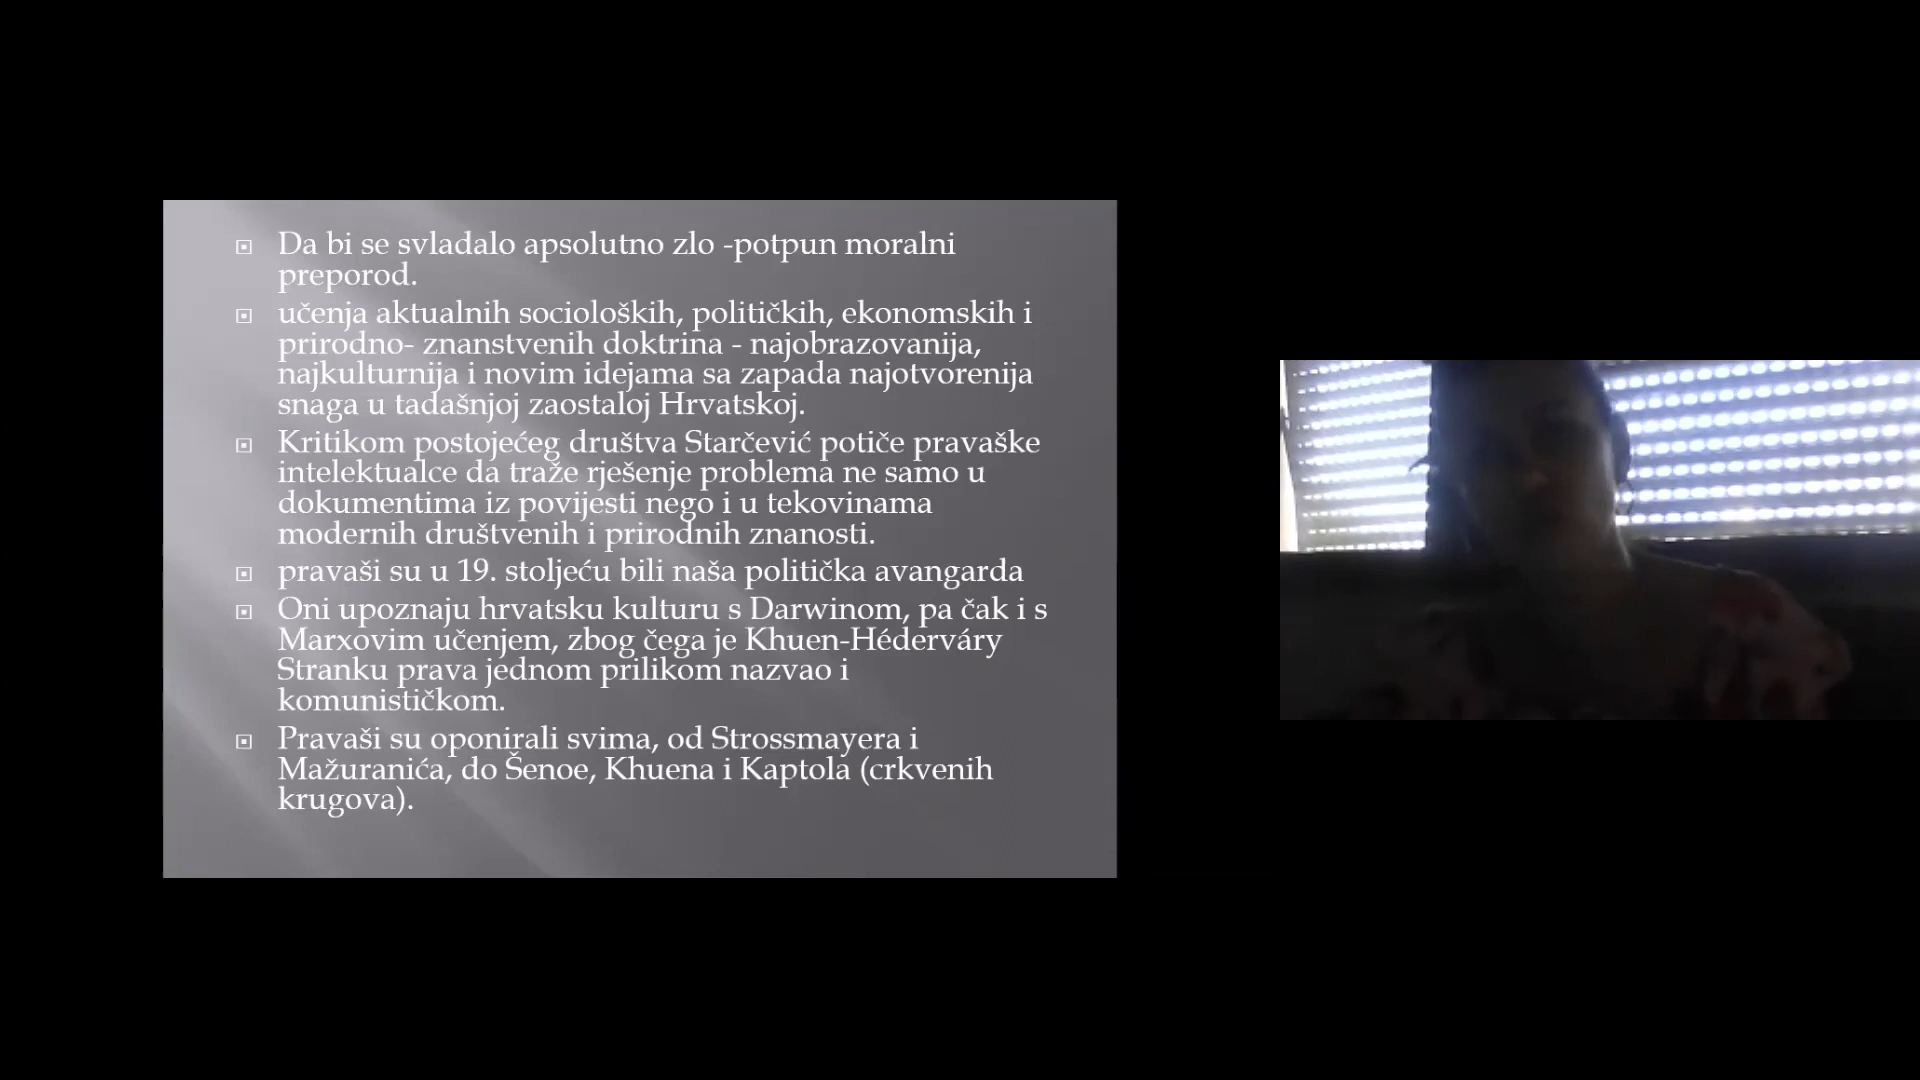 Da bi se svladalo apsolutno zlo -potpun moralni
preporod.
učenja aktualnih socioloških, političkih, ekonomskih i
prirodno- znanstvenih doktrina - najobrazovanija,
najkulturnija i novim idejama sa zapada najotvorenija
snaga u tadašnjoj zaostaloj Hrvatskoj.
Kritikom postojećeg društva Starčević potiče pravaške
intelektualce da traže rješenje problema ne samo u
dokumentima iz povijesti nego i u tekovinama
modernih društvenih i prirodnih znanosti.
pravaši su u 19. stoljeću bili naša politička avangarda
Oni upoznaju hrvatsku kulturu s Darwinom, pa čak i s
Marxovim učenjem, zbog čega je Khuen-Héderváry
Stranku prava jednom prilikom nazvao i
komunističkom.
Pravaši su oponirali svima, od Strossmayera i
Mažuranića, do Šenoe, Khuena i Kaptola (crkvenih
krugova).